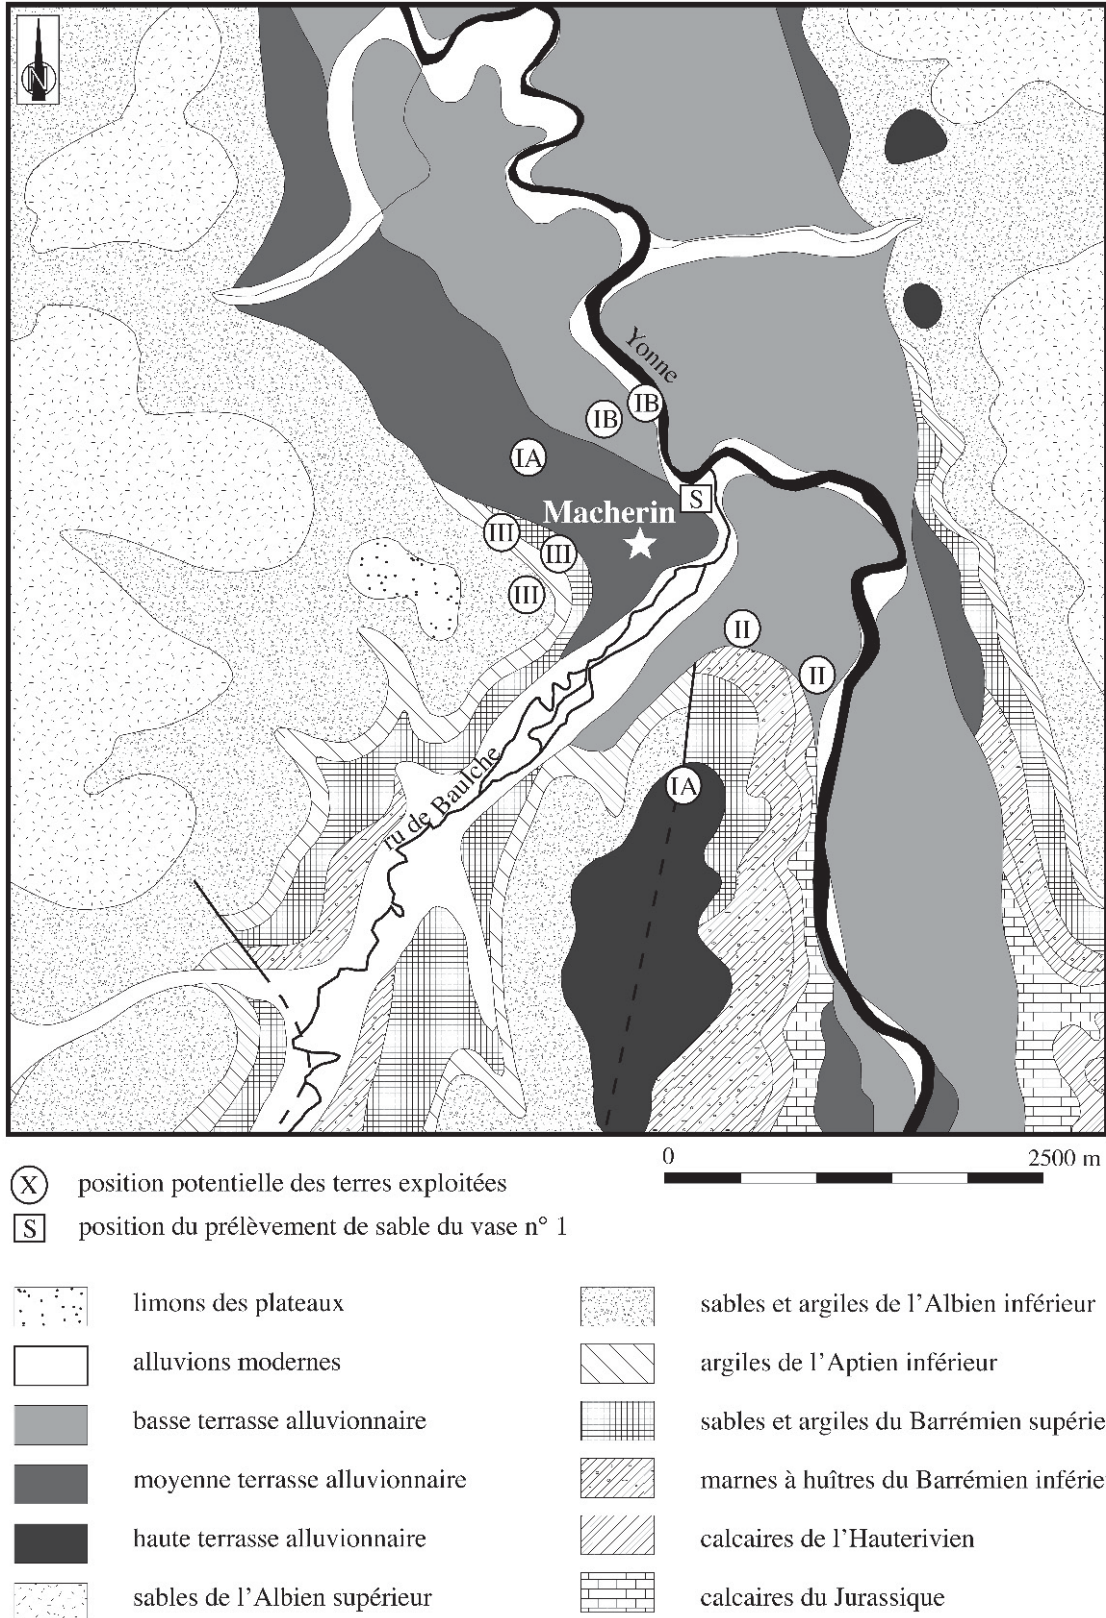 N
Yonne
IB
IB
IA
S
Macherin
III
III
III
II
II
IA
ru de Baulche
0 2500 m
X position potentielle des terres exploitées
S position du prélèvement de sable du vase n° 1
limons des plateaux
alluvions modernes
basse terrasse alluvionnaire
moyenne terrasse alluvionnaire
haute terrasse alluvionnaire
sables de l'Albien supérieur
sables et argiles de l'Albien inférieur
argiles de l'Aptien inférieur
sables et argiles du Barrémien supérie
marnes à huîtres du Barrémien inférie
calcaires de l'Hauterivien
calcaires du Jurassique